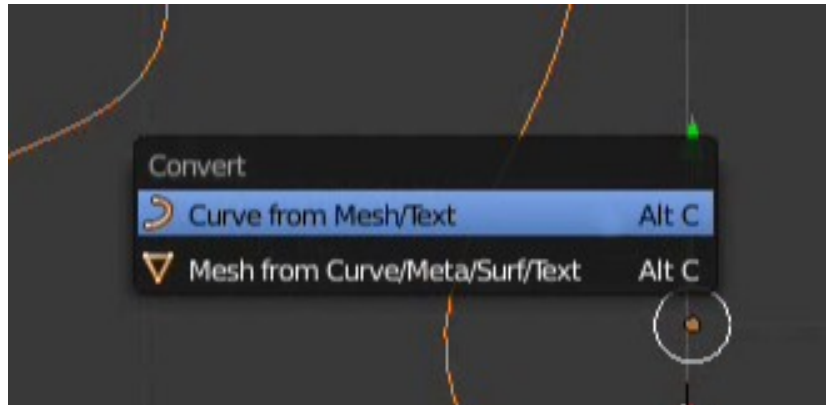 Convert
Curve from Mesh/Text Alt C
Mesh from Curve/Meta/Surf/Text Alt C